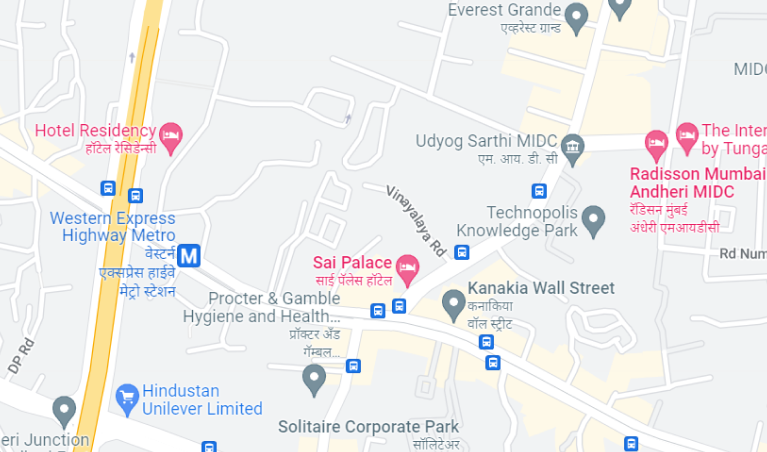 Everest Grande
एव्हरेस्ट ग्रान्ड
MIDC
Hotel Residency
हॉटेल रेसिडेन्सी
Udyog Sarthi MIDC
एम. आय. डी. सी
The Inter
by Tunga
Radisson Mumbai
Andheri MIDC
रॅडिसन मुंबई
अंधेरी एमआयडीसी
Vinayalaya Rd
Western Express
Highway Metro
वेस्टर्न
एक्सप्रेस हाईवे
मेट्रो स्टेशन
M
Technopolis
Knowledge Park
Rd Num
Sai Palace
साई पॅलेस हॉटेल
Kanakia Wall Street
कनाकिया
वॉल स्ट्रीट
Procter & Gamble
Hygiene and Health...
प्रॉक्टर अँड
गॅम्बल...
DP Rd
Hindustan
Unilever Limited
eri Junction
Solitaire Corporate Park
सॉलिटेअर